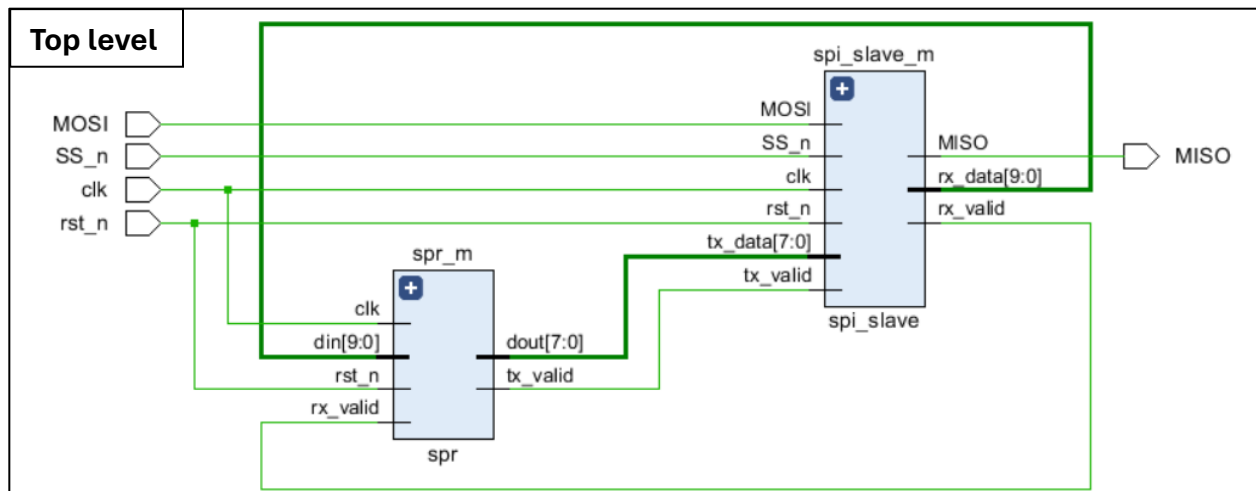 Top level
MOSI
SS_n
clk
rst_n
spi_slave_m
MOSI
SS_n
clk
rst_n
tx_data[7:0]
tx_valid
MISO
rx_data[9:0]
rx_valid
spi_slave
MISO
spr_m
clk
din[9:0]
rst_n
rx_valid
dout[7:0]
tx_valid
spr